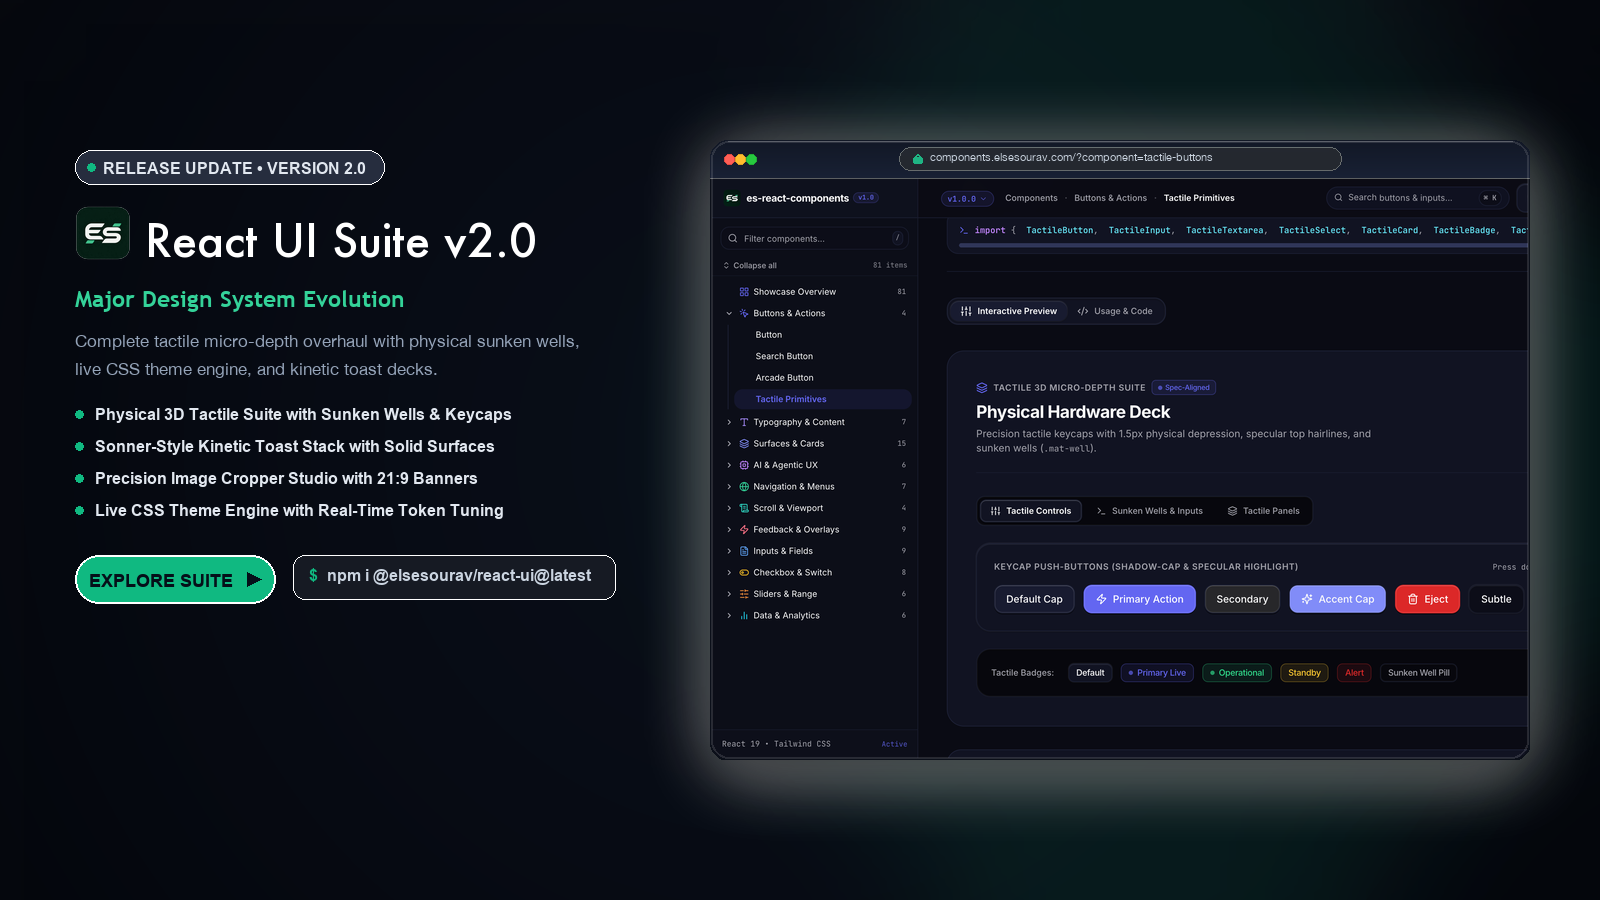 RELEASE UPDATE • VERSION 2.0
ES
React UI Suite v2.0
Major Design System Evolution
Complete tactile micro-depth overhaul with physical sunken wells,
live CSS theme engine, and kinetic toast decks.
Physical 3D Tactile Suite with Sunken Wells & Keycaps
Sonner-Style Kinetic Toast Stack with Solid Surfaces
Precision Image Cropper Studio with 21:9 Banners
Live CSS Theme Engine with Real-Time Token Tuning
EXPLORE SUITE ▶
$ npm i @elsesourav/react-ui@latest
components.elsesourav.com/?component=tactile-buttons
ES es-react-components v1.0
Filter components... /
Collapse all 81 items
Showcase Overview 81
Buttons & Actions 4
Button
Search Button
Arcade Button
Tactile Primitives
Typography & Content 7
Surfaces & Cards 15
AI & Agentic UX 6
Navigation & Menus 7
Scroll & Viewport 4
Feedback & Overlays 9
Inputs & Fields 9
Checkbox & Switch 8
Sliders & Range 6
Data & Analytics 6
React 19 • Tailwind CSS Active
v1.0.0 Components · Buttons & Actions · Tactile Primitives
Search buttons & inputs... ⌘ K
>_ import { TactileButton, TactileInput, TactileTextarea, TactileSelect, TactileCard, TactileBadge, Tact
Interactive Preview </> Usage & Code
TACTILE 3D MICRO-DEPTH SUITE Spec-Aligned
Physical Hardware Deck
Precision tactile keycaps with 1.5px physical depression, specular top hairlines, and
sunken wells (.mat-well).
Tactile Controls >_ Sunken Wells & Inputs Tactile Panels
KEYCAP PUSH-BUTTONS (SHADOW-CAP & SPECULAR HIGHLIGHT) Press do
Default Cap Primary Action Secondary Accent Cap Eject Subtle
Tactile Badges: Default Primary Live Operational Standby Alert Sunken Well Pill